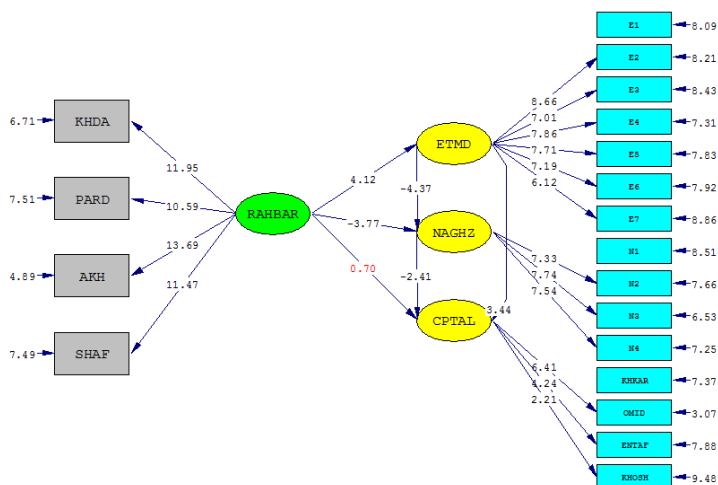 E1
8.09
E2
8.21
E3
8.43
E4
7.31
E5
7.83
E6
7.92
E7
8.86
N1
8.51
N2
7.66
N3
6.53
N4
7.25
KHKAR
7.37
OMID
3.07
ENTAF
7.88
KHOSH
9.48
6.71
KHDA
7.51
PARD
4.89
AKH
7.49
SHAF
11.95
10.59
13.69
11.47
RAHBAR
4.12
-3.77
0.70
ETMD
-4.37
NAGHZ
-2.41
CPTAL
3.44
8.66
7.01
7.86
7.71
7.19
6.12
7.33
7.74
7.54
6.41
4.24
2.21